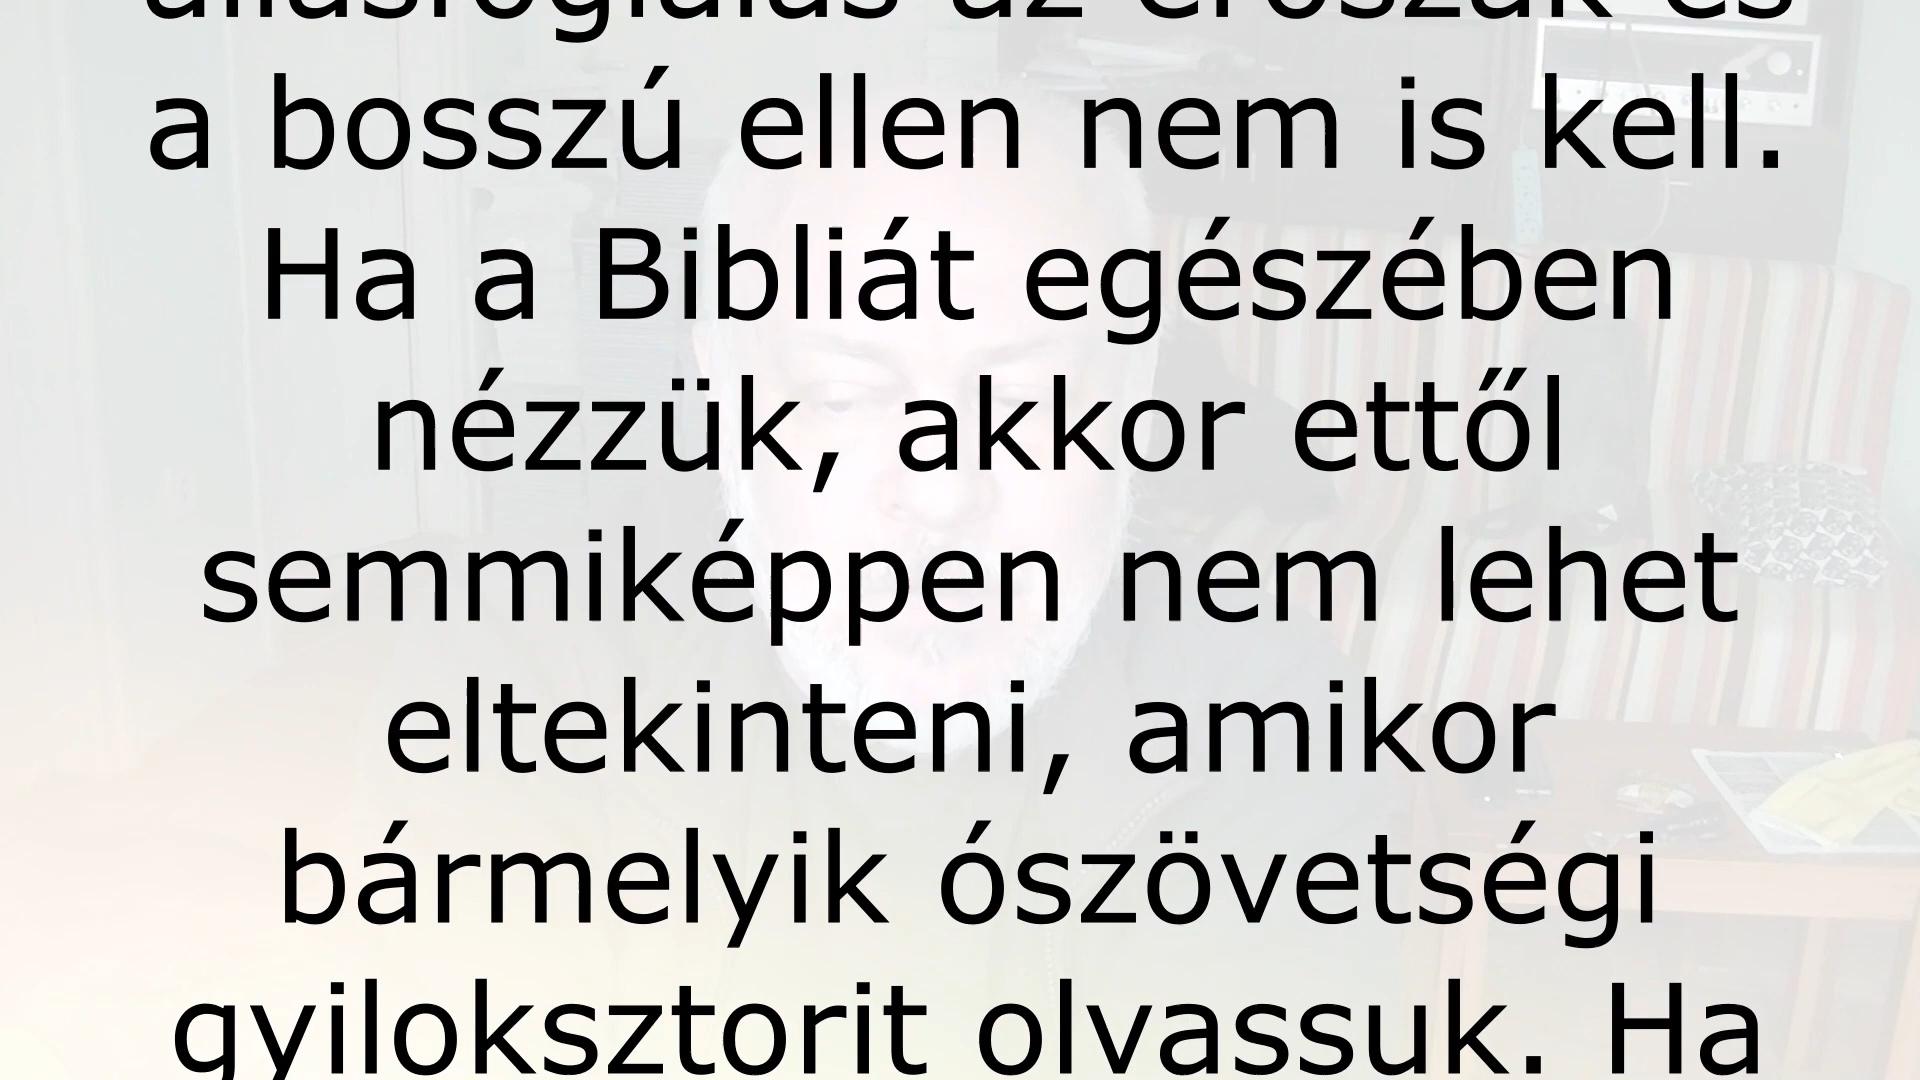 állásfoglalás az erőszak és
a bosszú ellen nem is kell.
Ha a Bibliát egészében
nézzük, akkor ettől
semmiképpen nem lehet
eltekinteni, amikor
bármelyik ószövetségi
gyiloksztorit olvassuk. Ha